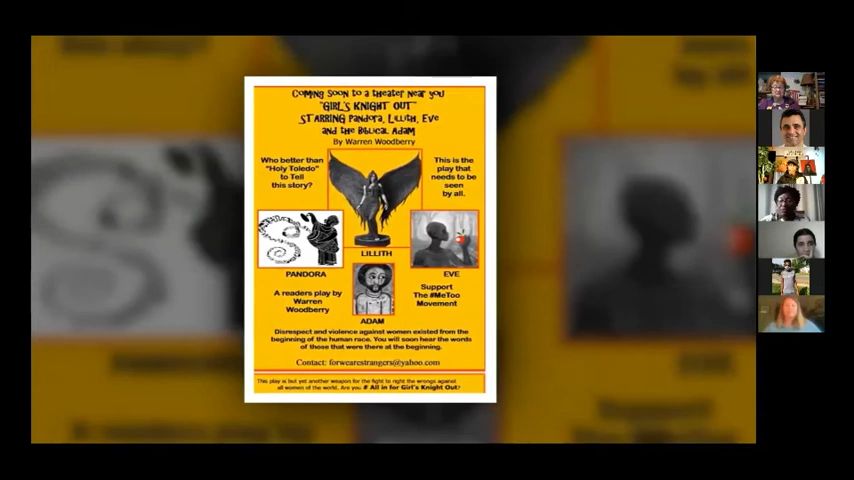 COMING SOON TO A THEATER NEAR YOU
"GIRL'S KNIGHT OUT"
STARRING PANDORA, LILLITH, EVE
AND THE BIBLICAL ADAM
By Warren Woodberry
Who better than
"Holy Toledo"
to Tell
this story?
This is the
play that
needs to be
seen
by all.
LILLITH
PANDORA
EVE
A readers play by
Warren
Woodberry
Support
The #MeToo
Movement
ADAM
Disrespect and violence against women existed from the
beginning of the human race. You will soon hear the words
of those that were there at the beginning.
Contact: forwearestrangers@yahoo.com
This play is but yet another weapon for the fight to right the wrongs against
all women of the world. Are you # All in for Girl's Knight Out?